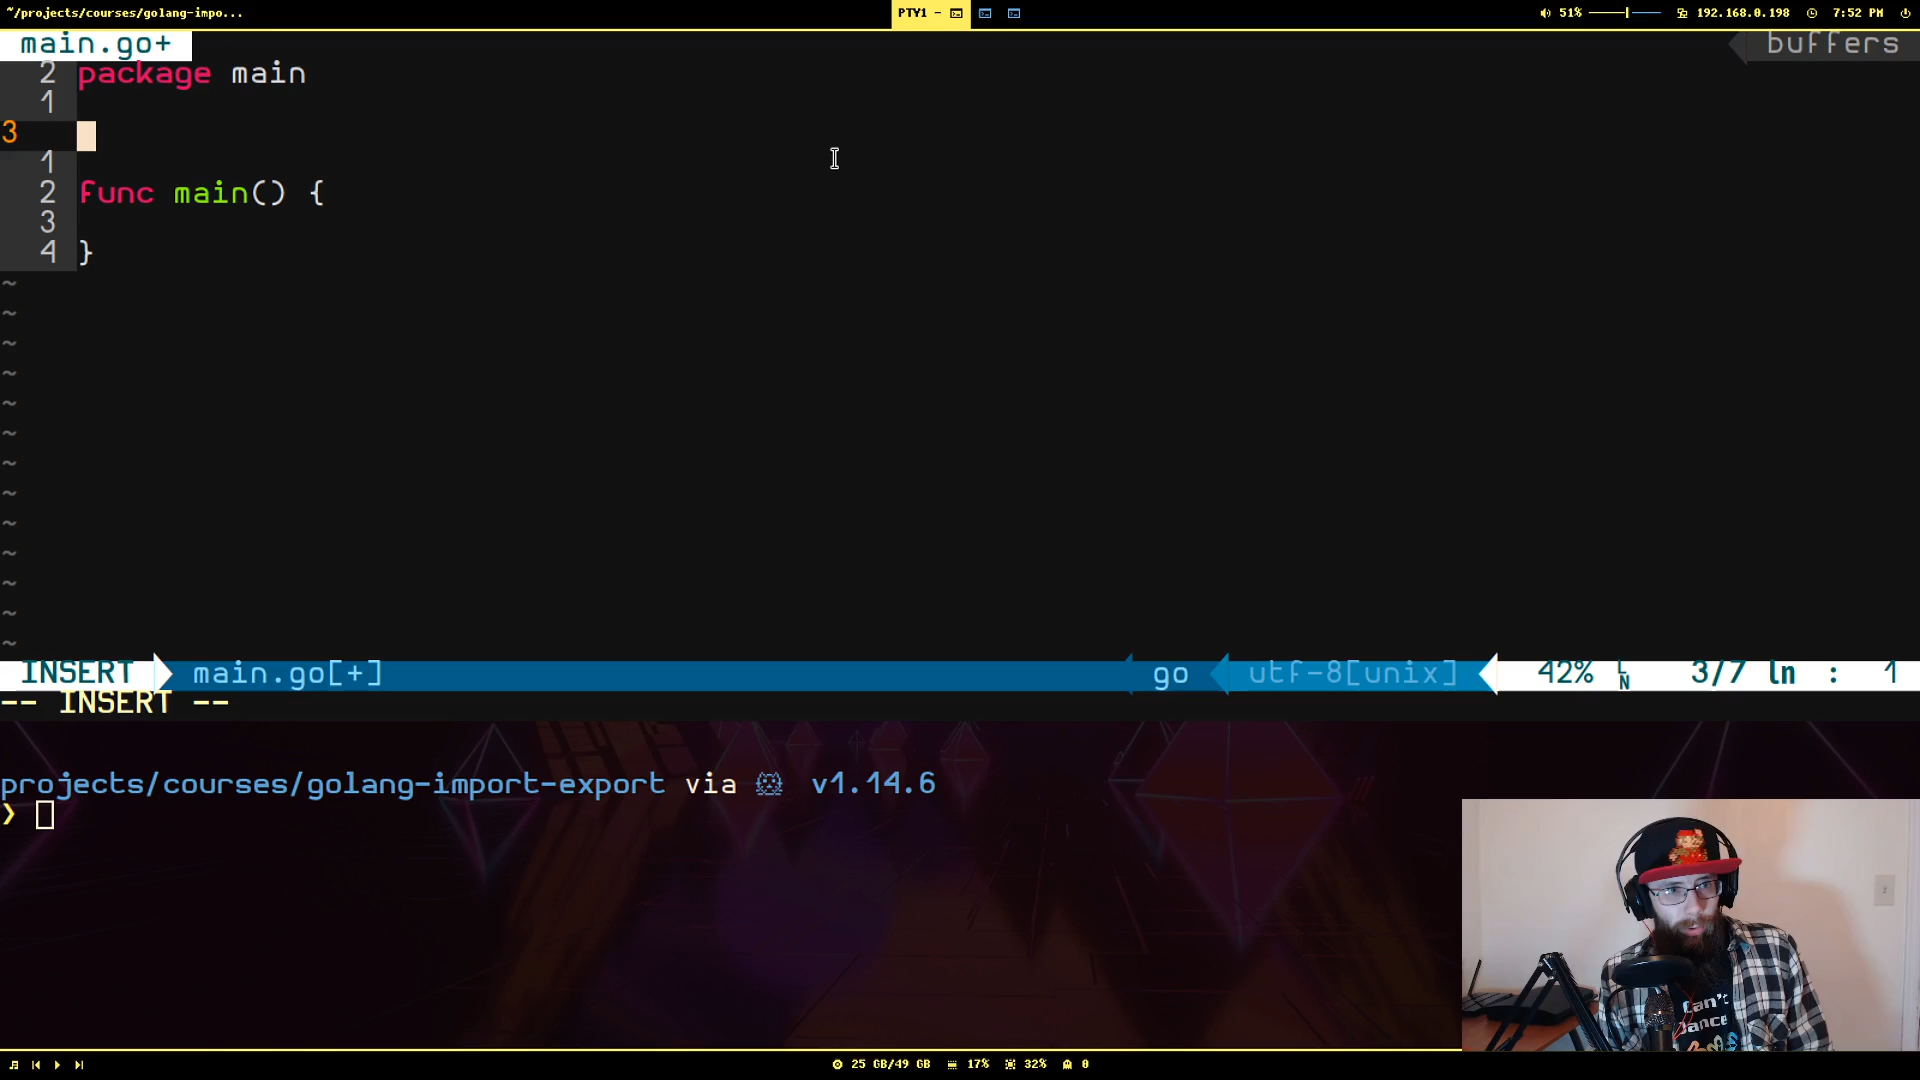 ~/projects/courses/golang-impo...
PTY1 -
51%
192.168.0.198
7:52 PM
main.go+
buffers
2 package main
1
3
1
2 func main() {
3
4 }
~
~
~
~
~
~
~
~
~
~
~
~
~
INSERT main.go[+] go utf-8[unix] 42% LN 3/7 ln : 1
-- INSERT --
projects/courses/golang-import-export via v1.14.6
❯
25 GB/49 GB 17% 32% 0